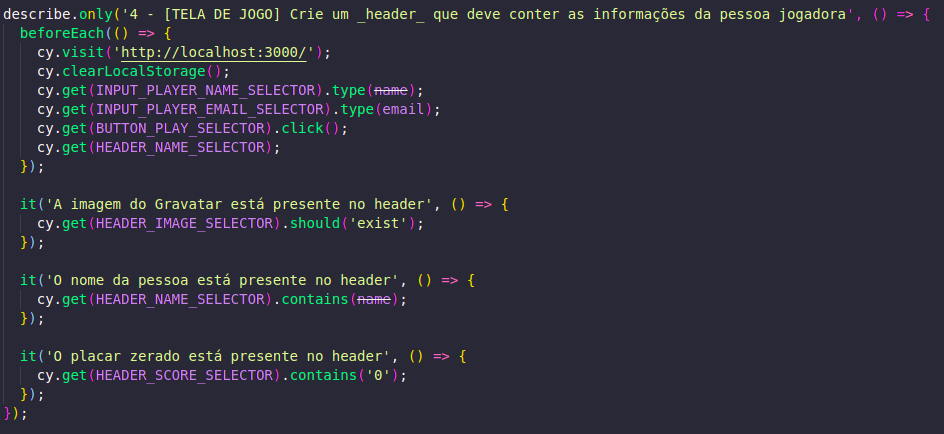 describe.only('4 - [TELA DE JOGO] Crie um _header_ que deve conter as informações da pessoa jogadora', () => {
  beforeEach(() => {
    cy.visit('http://localhost:3000/');
    cy.clearLocalStorage();
    cy.get(INPUT_PLAYER_NAME_SELECTOR).type(name);
    cy.get(INPUT_PLAYER_EMAIL_SELECTOR).type(email);
    cy.get(BUTTON_PLAY_SELECTOR).click();
    cy.get(HEADER_NAME_SELECTOR);
  });

  it('A imagem do Gravatar está presente no header', () => {
    cy.get(HEADER_IMAGE_SELECTOR).should('exist');
  });

  it('O nome da pessoa está presente no header', () => {
    cy.get(HEADER_NAME_SELECTOR).contains(name);
  });

  it('O placar zerado está presente no header', () => {
    cy.get(HEADER_SCORE_SELECTOR).contains('0');
  });
});